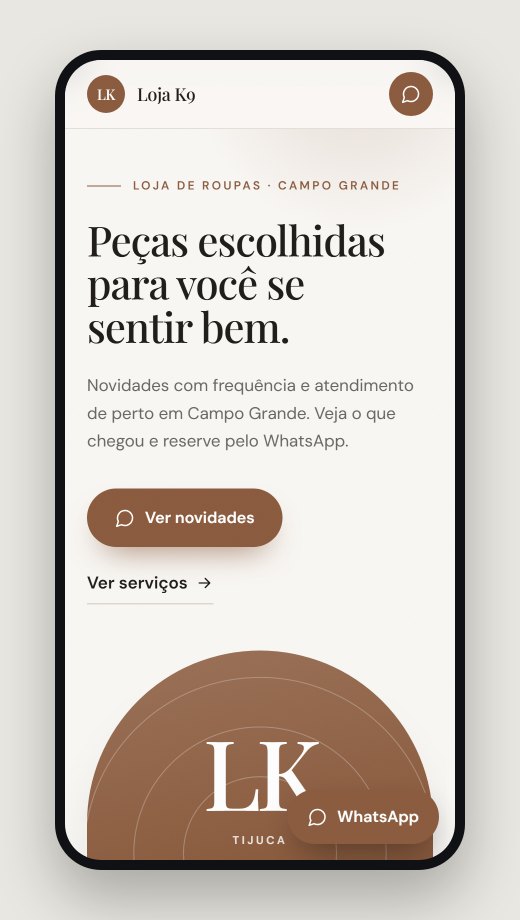 LK Loja K9
LOJA DE ROUPAS · CAMPO GRANDE
Peças escolhidas
para você se
sentir bem.
Novidades com frequência e atendimento
de perto em Campo Grande. Veja o que
chegou e reserve pelo WhatsApp.
Ver novidades
Ver serviços →
LK
WhatsApp
TIJUCA